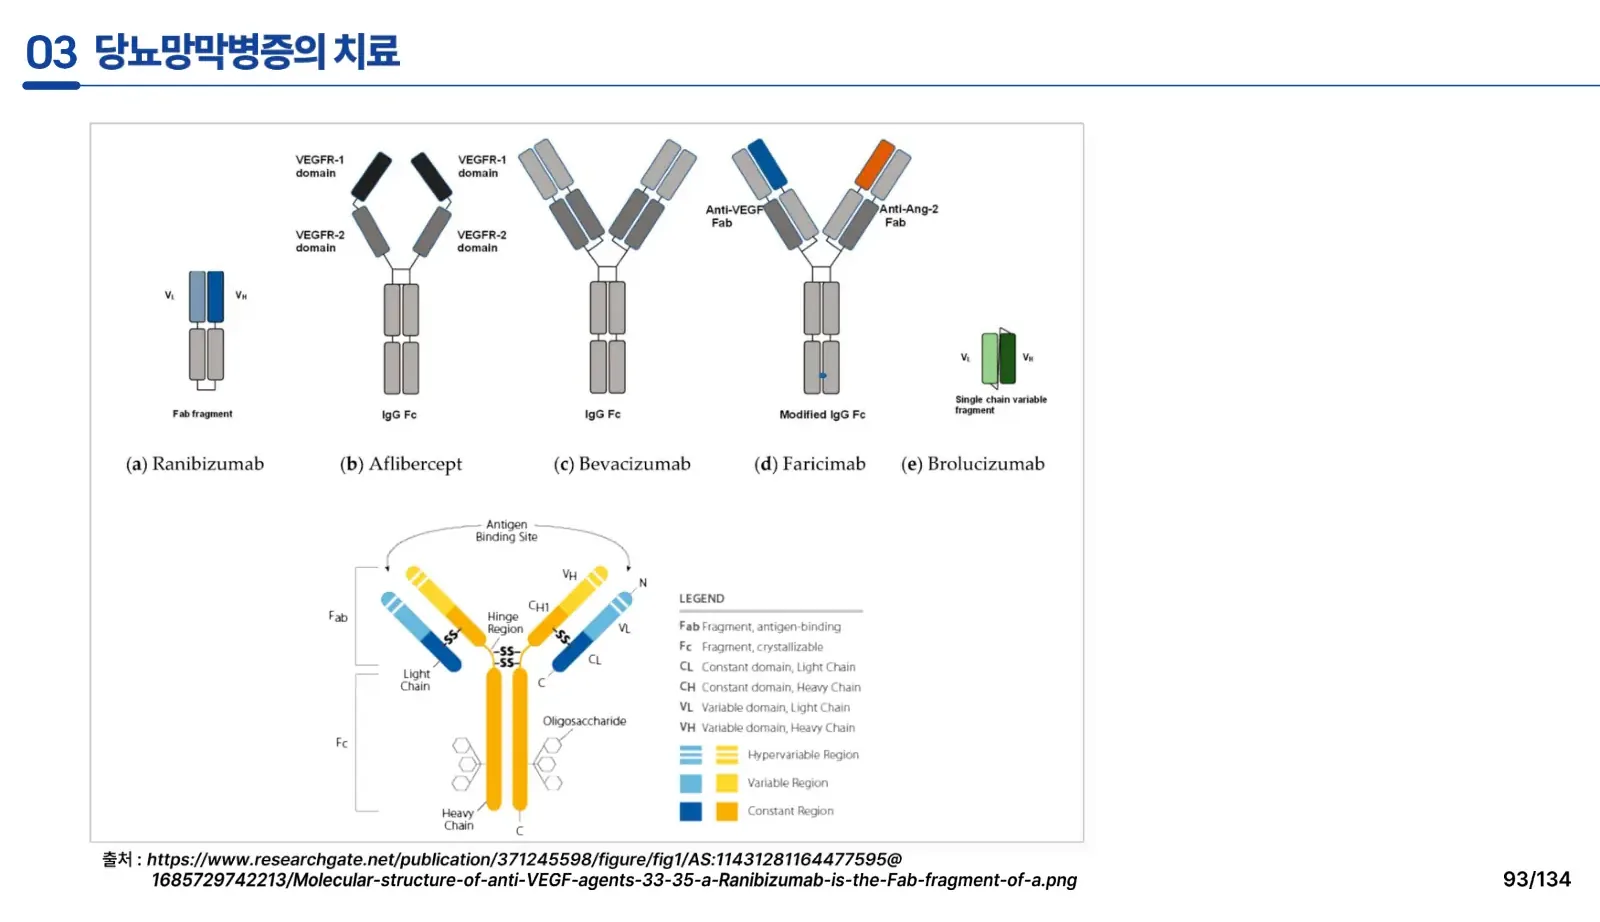 03 당뇨망막병증의 치료
VEGFR-1
domain
VEGFR-1
domain
VEGFR-2
domain
VEGFR-2
domain
Anti-VEGF
Fab
Anti-Ang-2
Fab
VL
VH
VL
VH
Fab fragment
IgG Fc
IgG Fc
Modified IgG Fc
Single chain variable
fragment
(a) Ranibizumab
(b) Aflibercept
(c) Bevacizumab
(d) Faricimab
(e) Brolucizumab
Antigen
Binding Site
Fab
VH
N
CH1
Hinge
Region
VL
SS
SS
SS
SS
CL
Light
Chain
C
Fc
Oligosaccharide
Heavy
Chain
C
LEGEND
Fab Fragment, antigen-binding
Fc Fragment, crystallizable
CL Constant domain, Light Chain
CH Constant domain, Heavy Chain
VL Variable domain, Light Chain
VH Variable domain, Heavy Chain
Hypervariable Region
Variable Region
Constant Region
출처 : https://www.researchgate.net/publication/371245598/figure/fig1/AS:11431281164477595@
1685729742213/Molecular-structure-of-anti-VEGF-agents-33-35-a-Ranibizumab-is-the-Fab-fragment-of-a.png
93/134